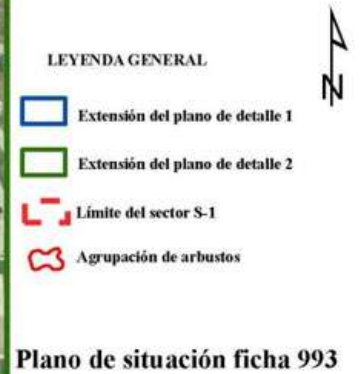 N
LEYENDA GENERAL
Extensión del plano de detalle 1
Extensión del plano de detalle 2
Límite del sector S-1
Agrupación de arbustos
Plano de situación ficha 993